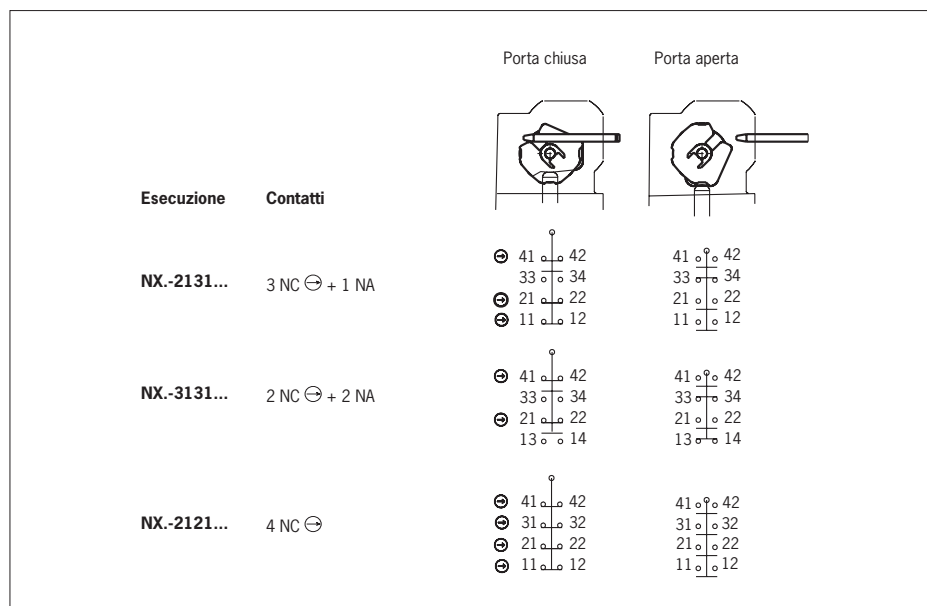 Porta chiusa Porta aperta
Esecuzione Contatti
NX.-2131... 3 NC + 1 NA
41 42 41 42
33 34 33 34
21 22 21 22
11 12 11 12
NX.-3131... 2 NC + 2 NA
41 42 41 42
33 34 33 34
21 22 21 22
13 14 13 14
NX.-2121... 4 NC
41 42 41 42
31 32 31 32
21 22 21 22
11 12 11 12